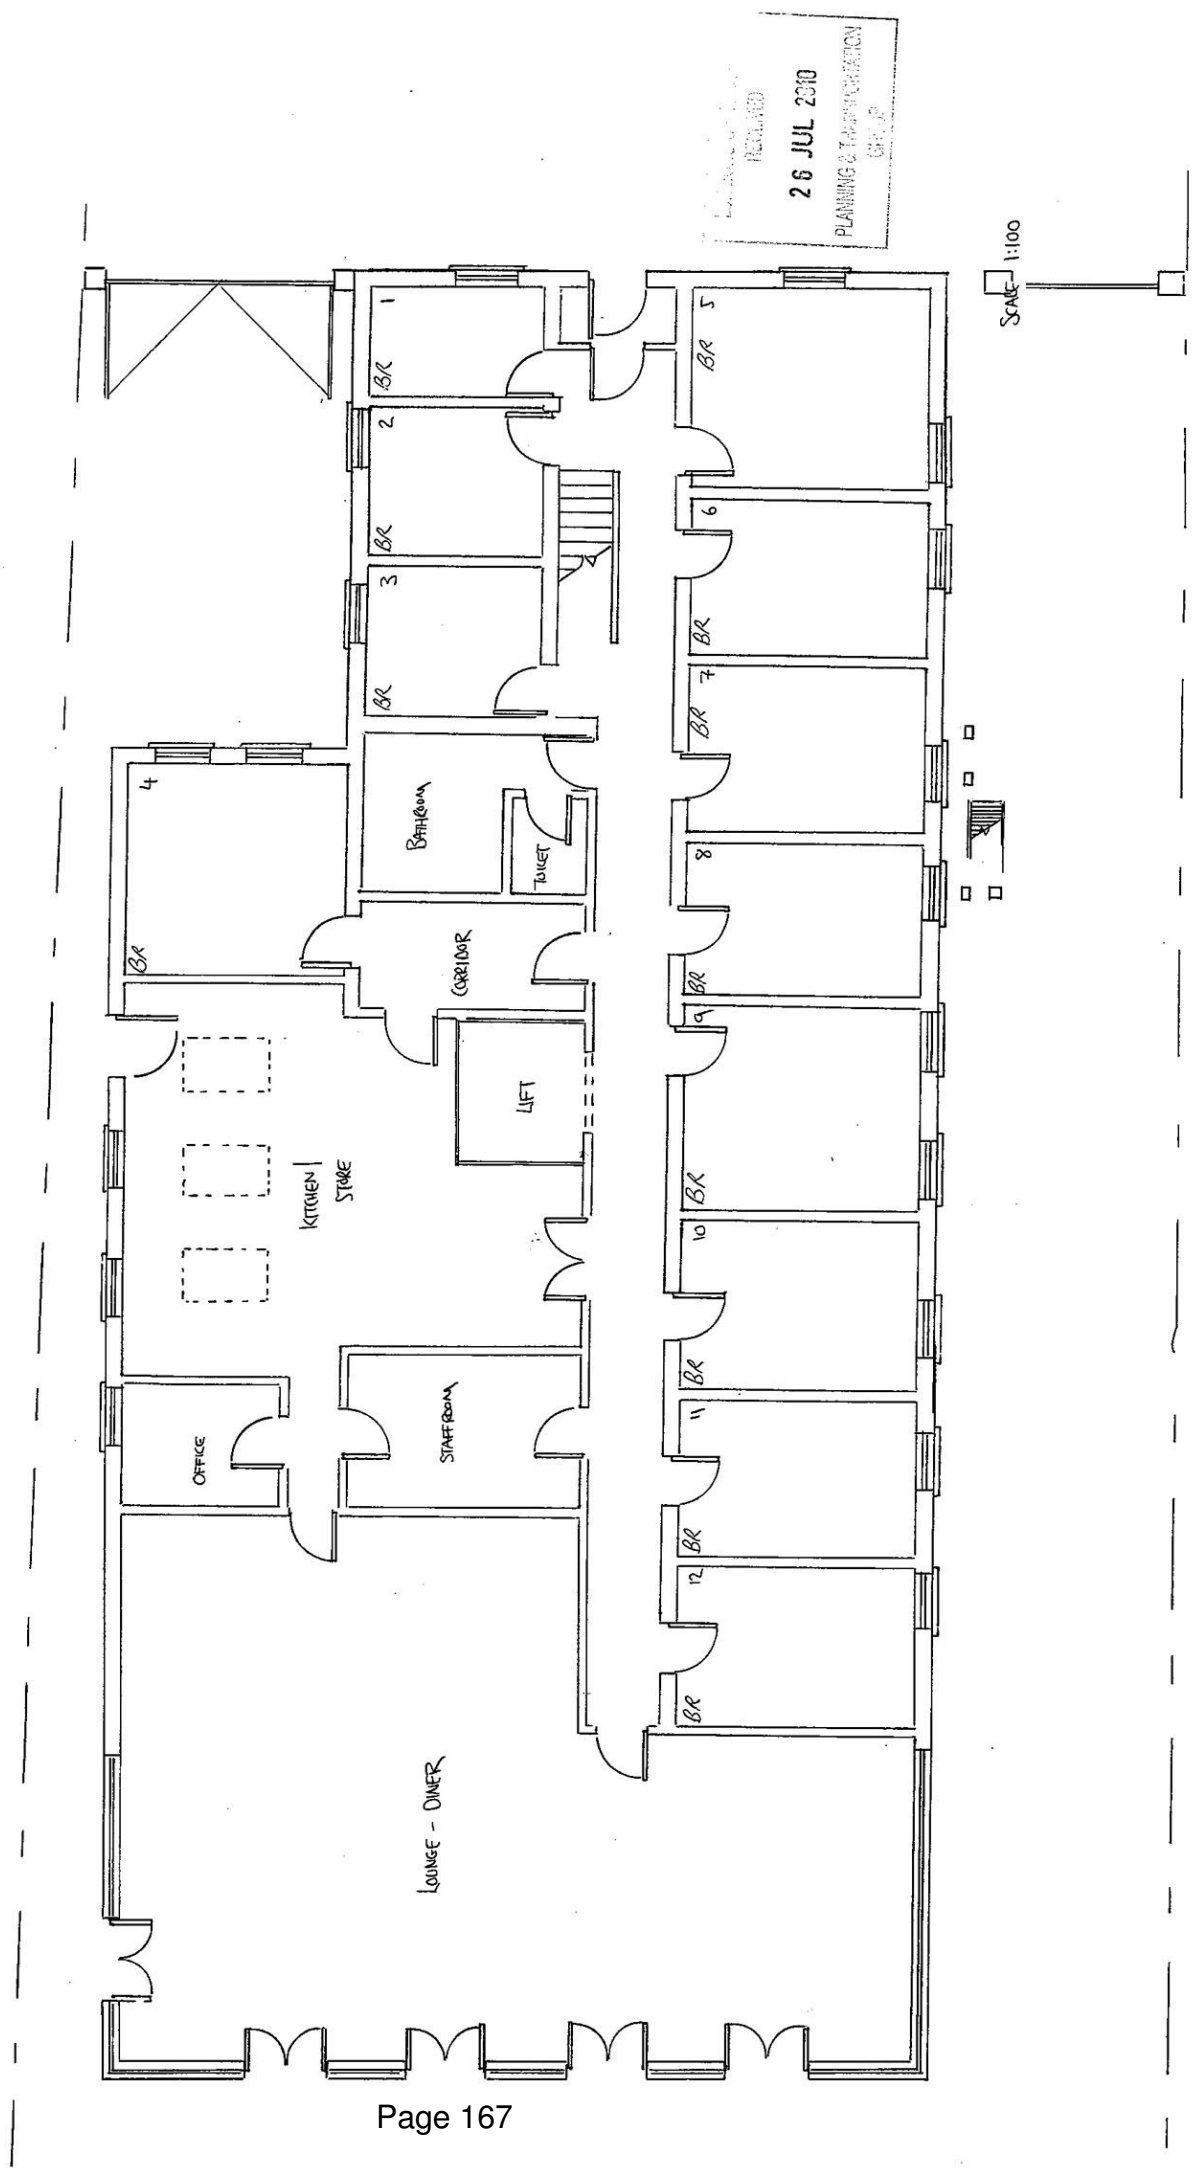 RECEIVED
26 JUL 2010
PLANNING & TRANSPORTATION
GROUP
SCALE 1:100
BR 1
BR 2
BR 3
BR 4
BR 5
BR 6
BR 7
BR 8
BR 9
BR 10
BR 11
BR 12
BATHROOM
TOILET
CORRIDOR
LIFT
KITCHEN/
STORE
OFFICE
STAFFROOM
LOUNGE - DINER
Page 167